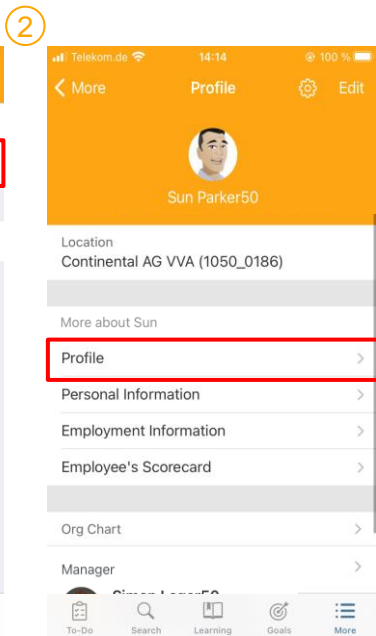 2
Telekom.de 14:14 100 %
More Profile Edit
Sun Parker50
Location
Continental AG VVA (1050_0186)
More about Sun
Profile
Personal Information
Employment Information
Employee's Scorecard
Org Chart
Manager
To-Do Search Learning Goals More